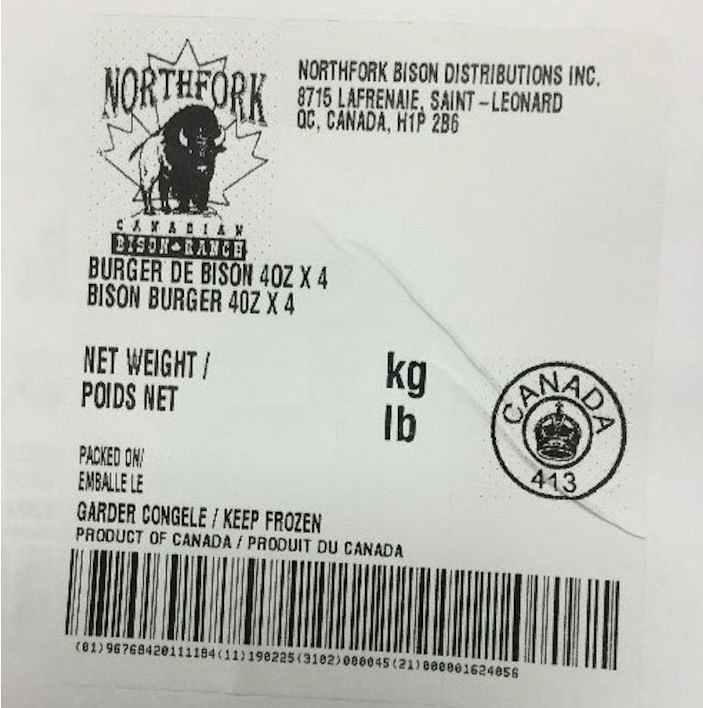 NORTHFORK
CANADIAN
BISON RANCH
NORTHFORK BISON DISTRIBUTIONS INC.
8715 LAFRENAIE, SAINT-LEONARD
QC, CANADA, H1P 2B6
BURGER DE BISON 4OZ X 4
BISON BURGER 4OZ X 4
NET WEIGHT /
POIDS NET
kg
lb
CANADA
413
PACKED ON/
EMBALLE LE
GARDER CONGELE / KEEP FROZEN
PRODUCT OF CANADA / PRODUIT DU CANADA
(01)96768420111184(11)190225(3102)000045(21)000001624056